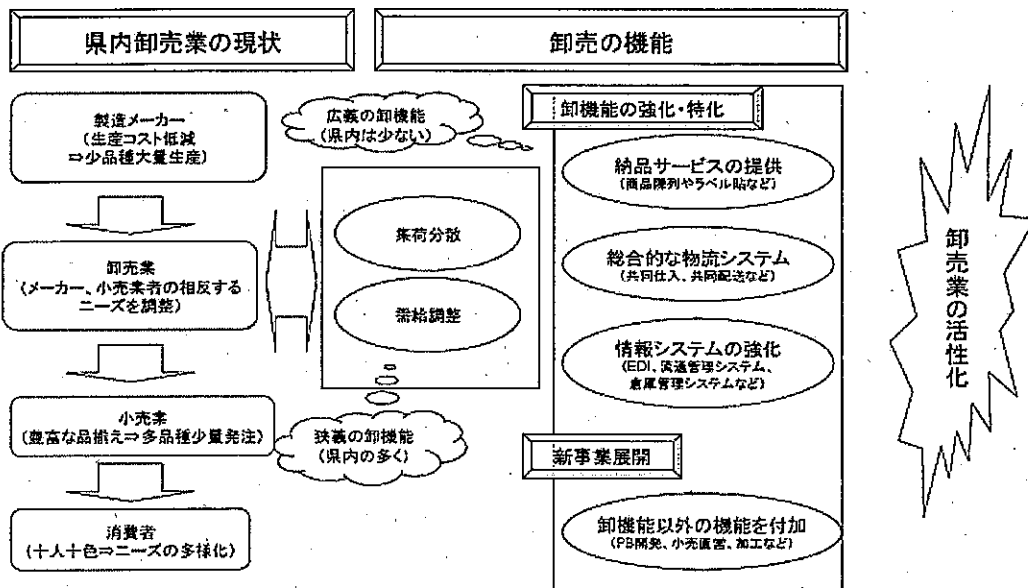 県内卸売業の現状
卸売の機能
製造メーカー
(生産コスト低減
⇒少品種大量生産)
卸売業
(メーカー、小売業者の相反する
ニーズを調整)
小売業
(豊富な品揃え⇒多品種少量発注)
消費者
(十人十色⇒ニーズの多様化)
広義の卸機能
(県内は少ない)
集荷分散
需給調整
狭義の卸機能
(県内の多く)
卸機能の強化・特化
納品サービスの提供
(商品陳列やラベル貼など)
総合的な物流システム
(共同仕入、共同配送など)
情報システムの強化
(EDI、流通管理システム、
倉庫管理システムなど)
新事業展開
卸機能以外の機能を付加
(PB開発、小売直営、加工など)
卸売業の活性化